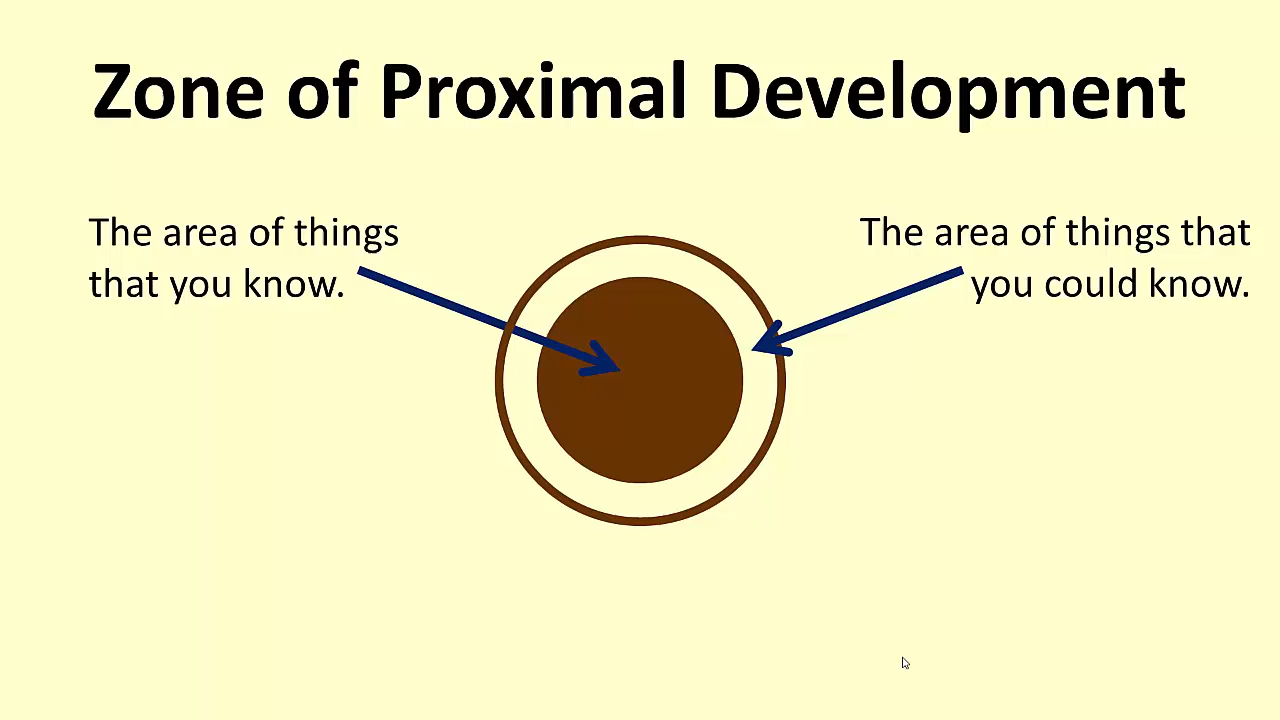 Zone of Proximal Development
The area of things
that you know.
The area of things that
you could know.